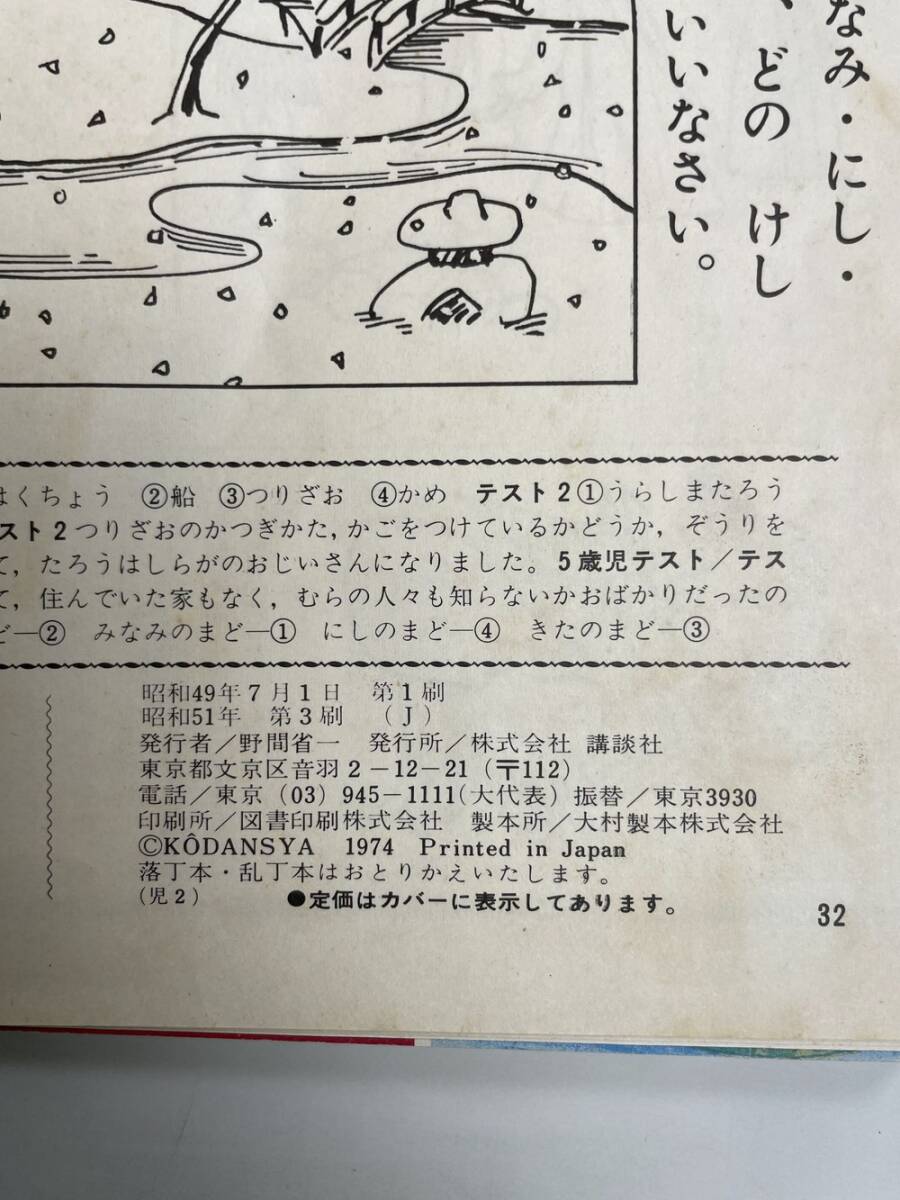 なみ・にし・
、どの けし
いいなさい。
はくちょう ②船 ③つりざお ④かめ テスト2①うらしまたろう
スト2つりざおのかつぎかた，かごをつけているかどうか，ぞうりを
て，たろうはしらがのおじいさんになりました。5歳児テスト／テス
て，住んでいた家もなく，むらの人々も知らないかおばかりだったの
ど—② みなみのまど—① にしのまど—④ きたのまど—③
昭和49年7月1日 第1刷
昭和51年 第3刷 （J）
発行者／野間省一 発行所／株式会社 講談社
東京都文京区音羽2－12－21（〒112）
電話／東京（03）945－1111（大代表）振替／東京3930
印刷所／図書印刷株式会社 製本所／大村製本株式会社
©KÔDANSYA 1974 Printed in Japan
落丁本・乱丁本はおとりかえいたします。
（児2） ●定価はカバーに表示してあります。
32